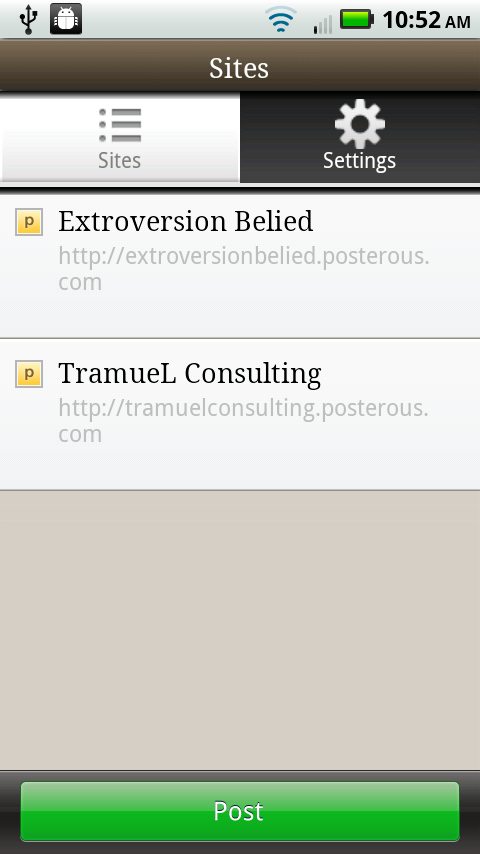 10:52 AM
Sites
Sites
Settings
p
Extroversion Belied
http://extroversionbelied.posterous.
com
p
TramueL Consulting
http://tramuelconsulting.posterous.
com
Post